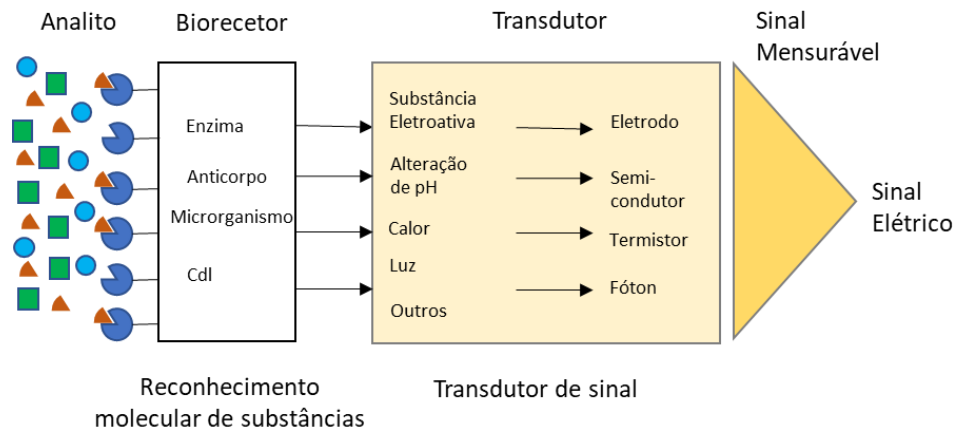 Analito
Biorecetor
Transdutor
Sinal
Mensurável
Enzima
Anticorpo
Microrganismo
Cdl
Substância
Eletroativa
Alteração
de pH
Calor
Luz
Outros
Eletrodo
Semi-
condutor
Termistor
Fóton
Sinal
Elétrico
Reconhecimento
molecular de substâncias
Transdutor de sinal